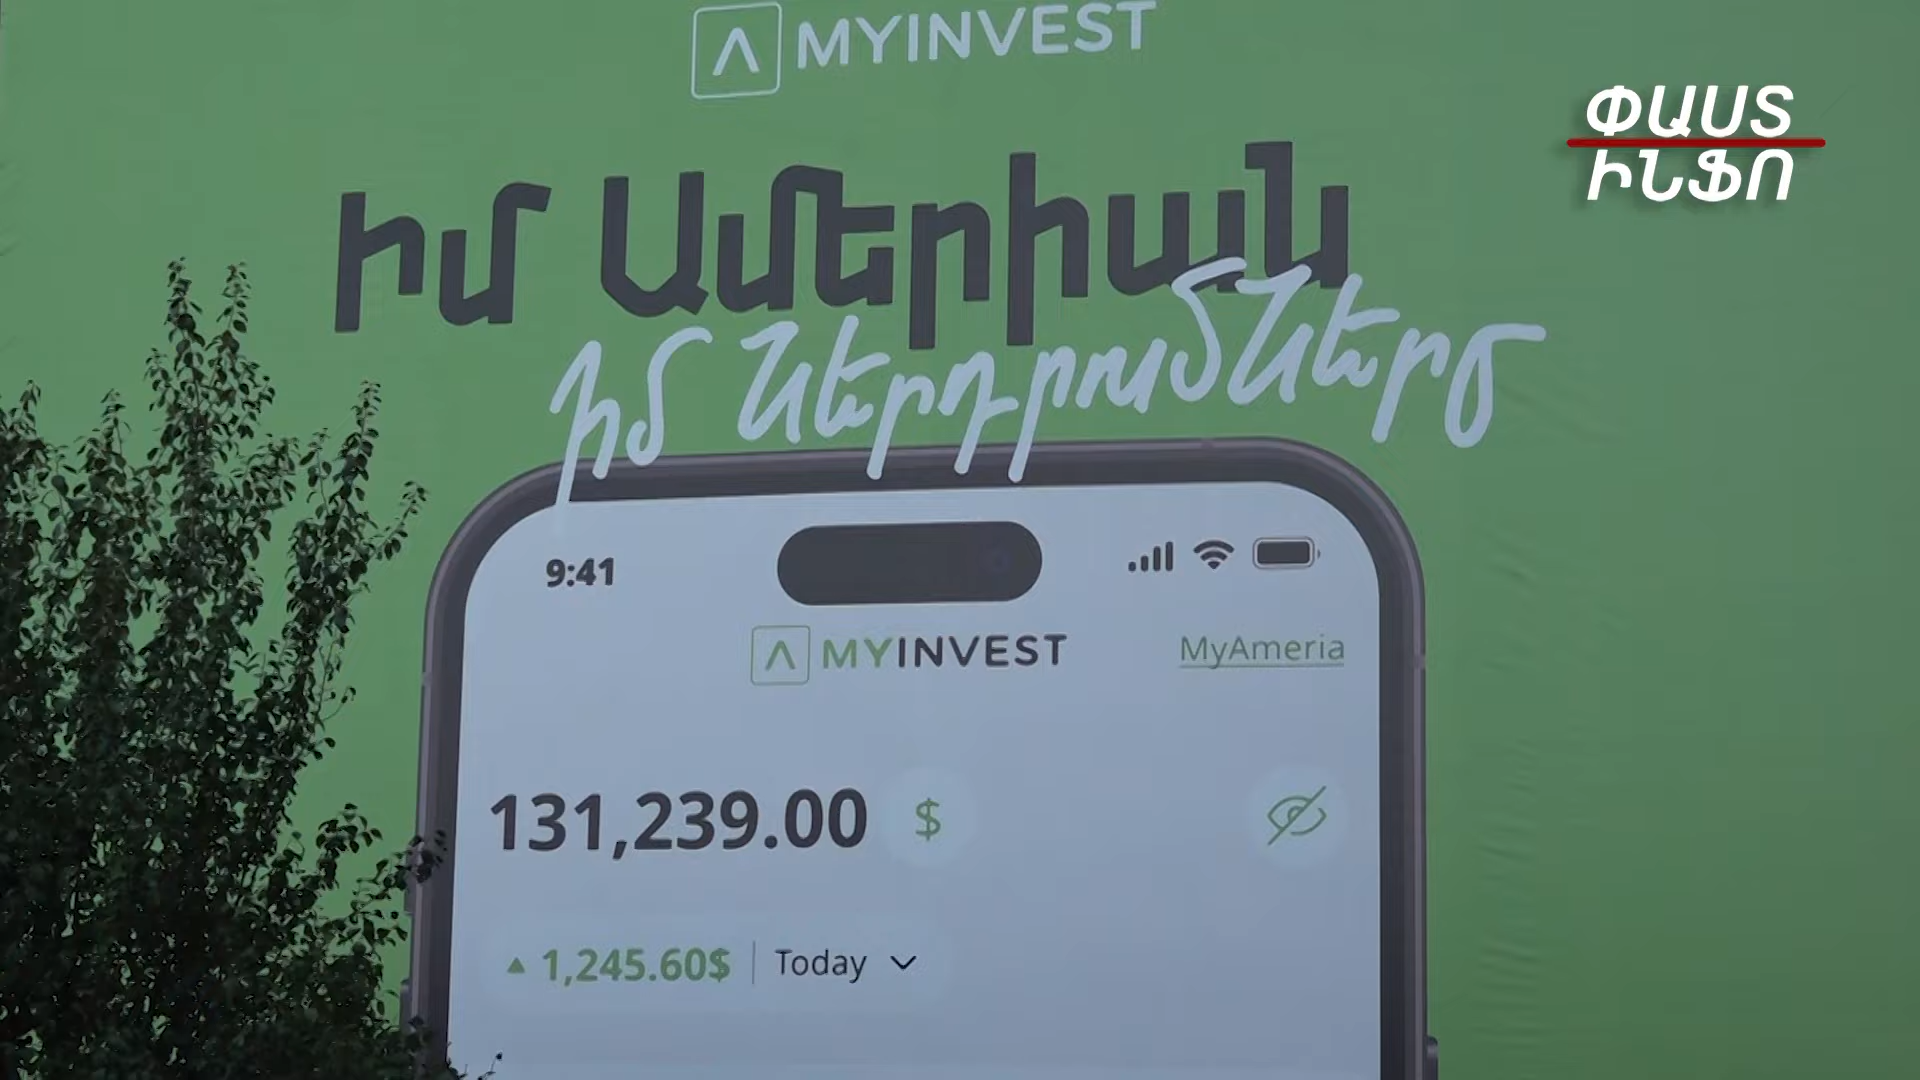 MYINVEST
ՓԱՍՏ
ԻՆՖՈ
Իմ Ամերիան
Իմ ներդրումները
9:41
MYINVEST
MyAmeria
131,239.00 $
▲ 1,245.60$ | Today